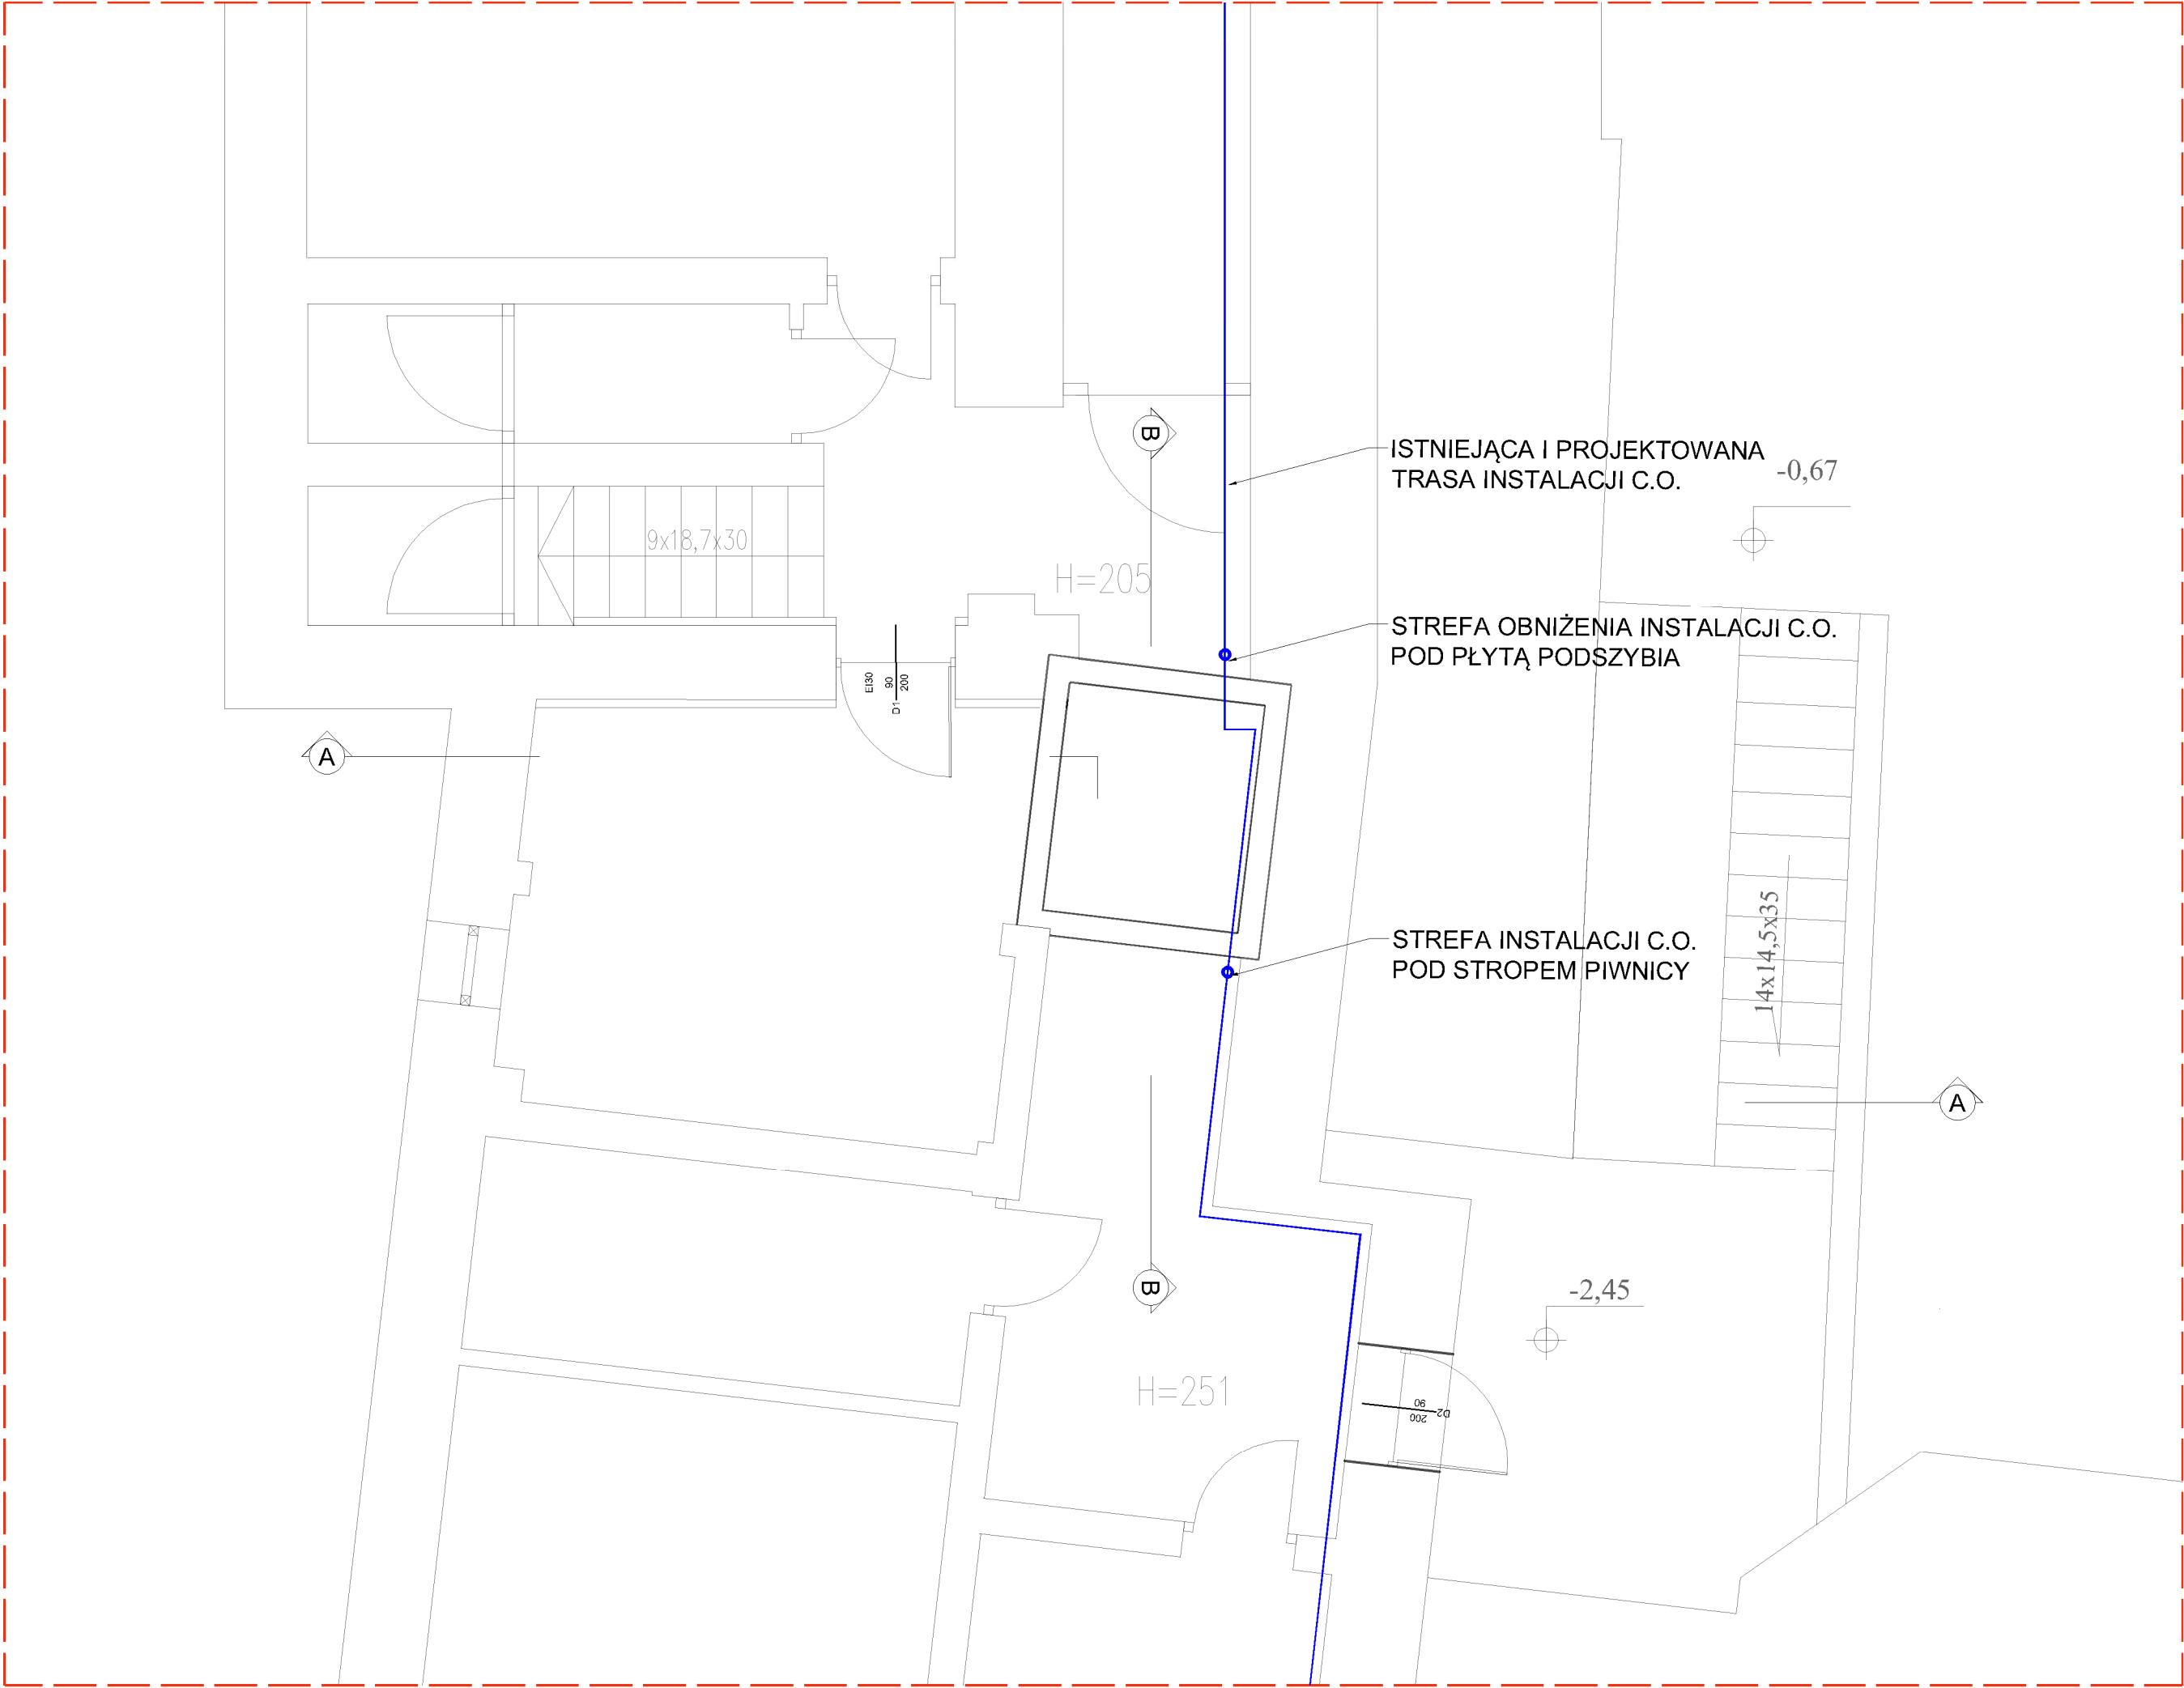 B
ISTNIEJĄCA I PROJEKTOWANA
TRASA INSTALACJI C.O.
-0,67
9x18,7x30
H=205
STREFA OBNIŻENIA INSTALACJI C.O.
POD PŁYTĄ PODSZYBIA
EI30
90
200
D1
A
A
STREFA INSTALACJI C.O.
POD STROPEM PIWNICY
14x14,5x35
B
-2,45
H=251
90
200
D2